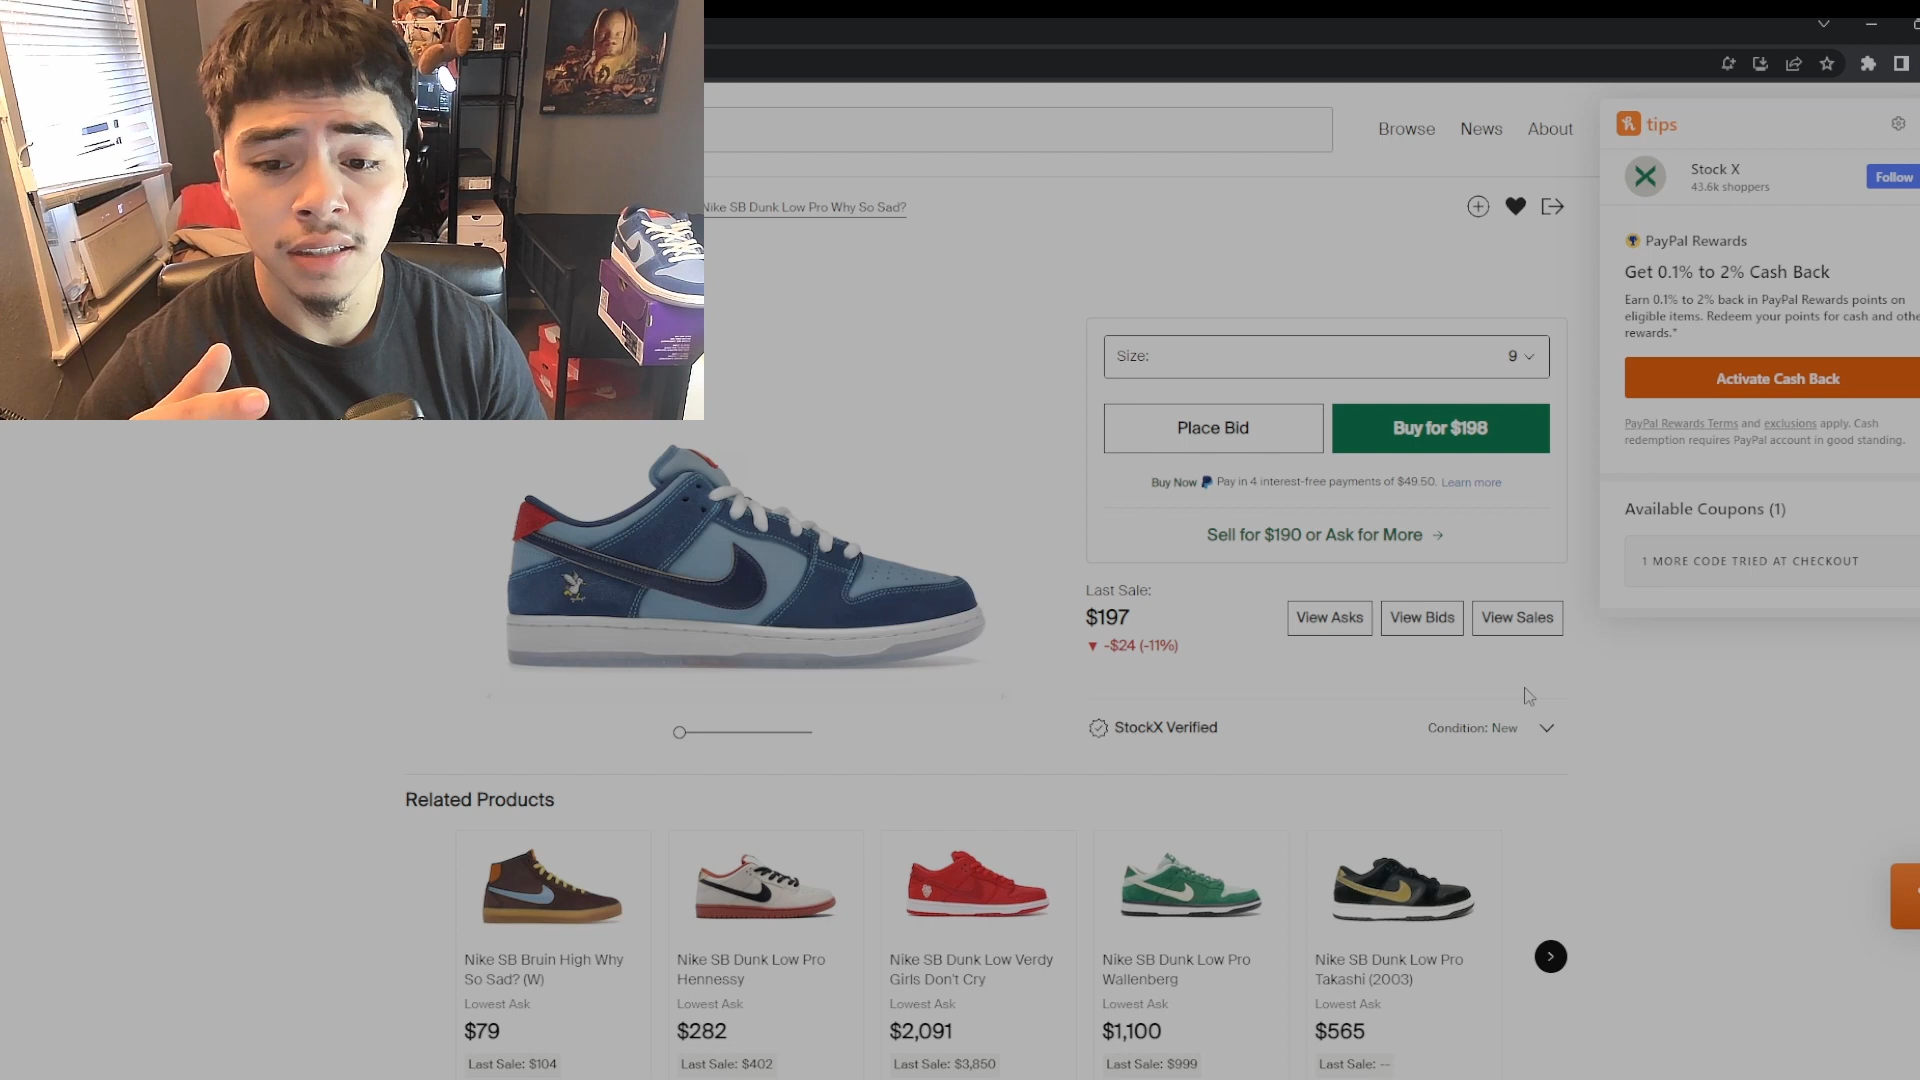 Browse News About
Nike SB Dunk Low Pro Why So Sad?
tips
Stock X
43.6k shoppers
Follow
PayPal Rewards
Get 0.1% to 2% Cash Back
Earn 0.1% to 2% back in PayPal Rewards points on
eligible items. Redeem your points for cash and othe
rewards.*
Activate Cash Back
PayPal Rewards Terms and exclusions apply. Cash
redemption requires PayPal account in good standing.
Available Coupons (1)
1 MORE CODE TRIED AT CHECKOUT
Size: 9
Place Bid
Buy for $198
Buy Now Pay in 4 interest-free payments of $49.50. Learn more
Sell for $190 or Ask for More →
Last Sale:
$197
▼ -$24 (-11%)
View Asks
View Bids
View Sales
StockX Verified
Condition: New
Related Products
Nike SB Bruin High Why
So Sad? (W)
Lowest Ask
$79
Last Sale: $104
Nike SB Dunk Low Pro
Hennessy
Lowest Ask
$282
Last Sale: $402
Nike SB Dunk Low Verdy
Girls Don't Cry
Lowest Ask
$2,091
Last Sale: $3,850
Nike SB Dunk Low Pro
Wallenberg
Lowest Ask
$1,100
Last Sale: $999
Nike SB Dunk Low Pro
Takashi (2003)
Lowest Ask
$565
Last Sale: --